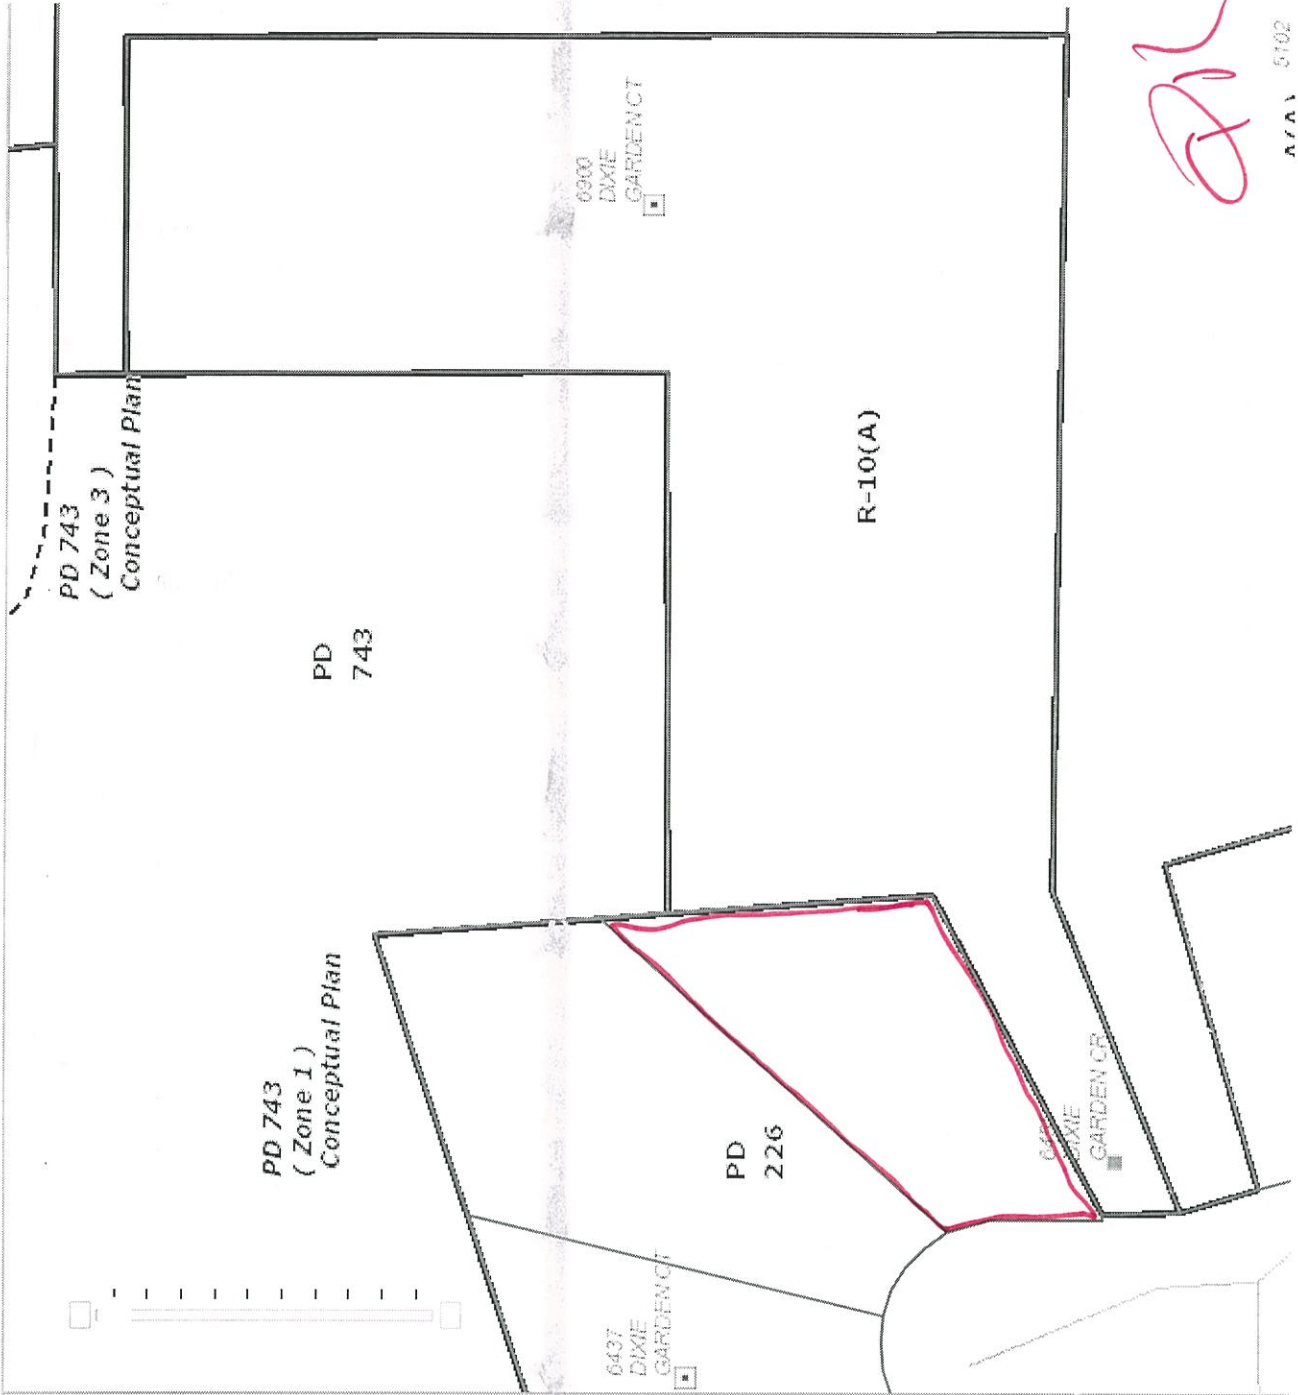 PD 743
( Zone 3 )
Conceptual Plan
6900
DIXIE
GARDEN CT
PD
743
R-10(A)
PD 743
( Zone 1 )
Conceptual Plan
PD
226
DIXIE
GARDEN CR
6437
DIXIE
GARDEN CT
5102